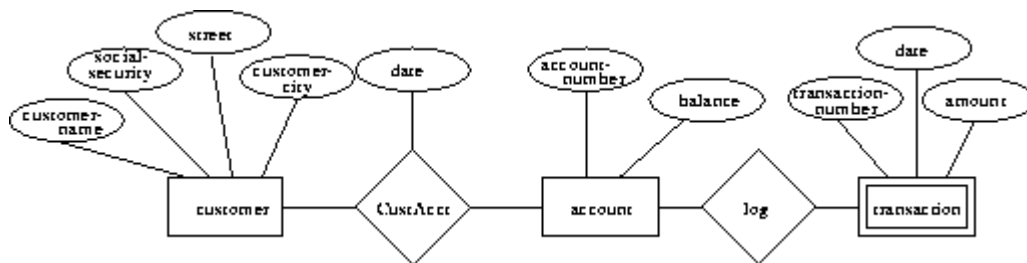 street
social-
security
customer-
city
customer-
name
date
account-
number
balance
date
transaction-
number
amount
customer
CustAcct
account
log
transaction